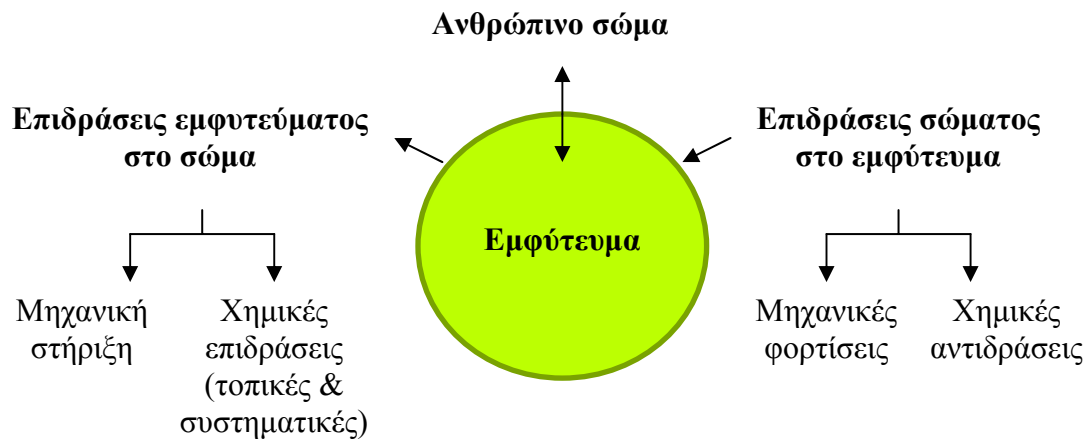 Ανθρώπινο σώμα
Επιδράσεις εμφυτεύματος
στο σώμα
Επιδράσεις σώματος
στο εμφύτευμα
Εμφύτευμα
Μηχανική
στήριξη
Χημικές
επιδράσεις
(τοπικές &
συστηματικές)
Μηχανικές
φορτίσεις
Χημικές
αντιδράσεις